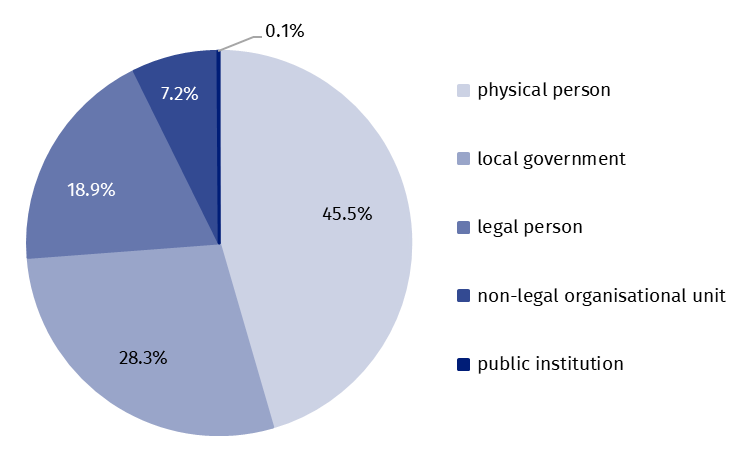 0.1%
7.2%
18.9%
45.5%
28.3%
physical person
local government
legal person
non-legal organisational unit
public institution